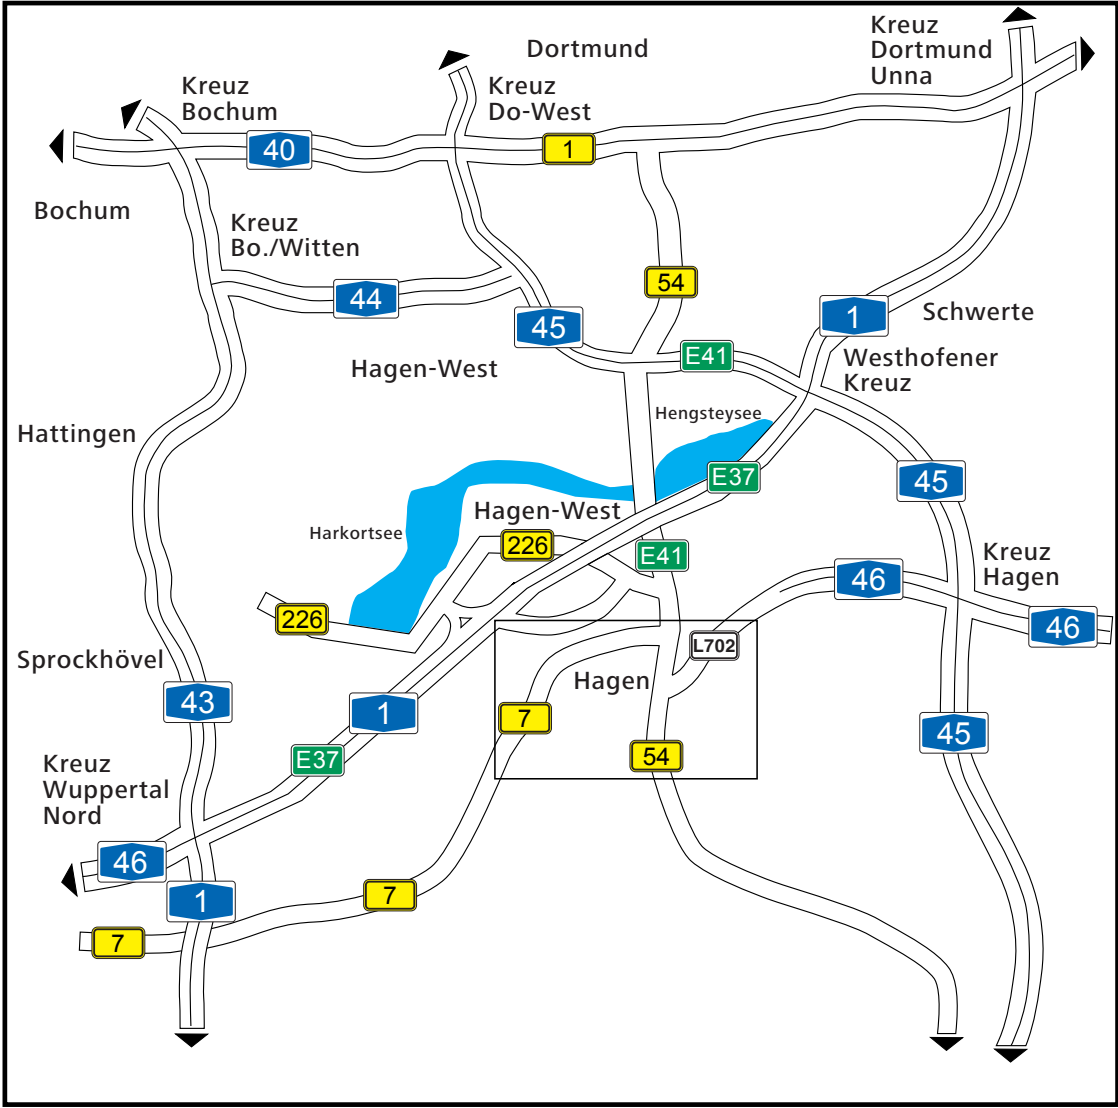 Dortmund
Kreuz
Dortmund
Unna
Kreuz
Bochum
Kreuz
Do-West
40
1
Bochum
Kreuz
Bo./Witten
44
54
45
1
Schwerte
E41
Westhofener
Kreuz
Hagen-West
Hengsteysee
Hattingen
E37
45
Hagen-West
Harkortsee
226
E41
Kreuz
Hagen
46
226
46
L702
Sprockhövel
Hagen
43
1
7
45
54
E37
Kreuz
Wuppertal
Nord
46
7
1
7